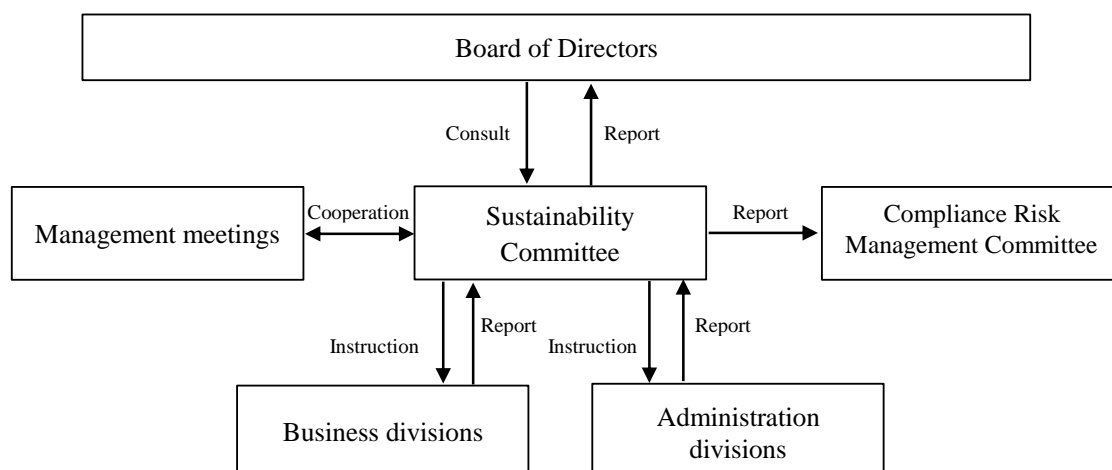 Board of Directors
Consult
Report
Management meetings
Cooperation
Sustainability
Committee
Report
Compliance Risk
Management Committee
Instruction
Report
Instruction
Report
Business divisions
Administration
divisions